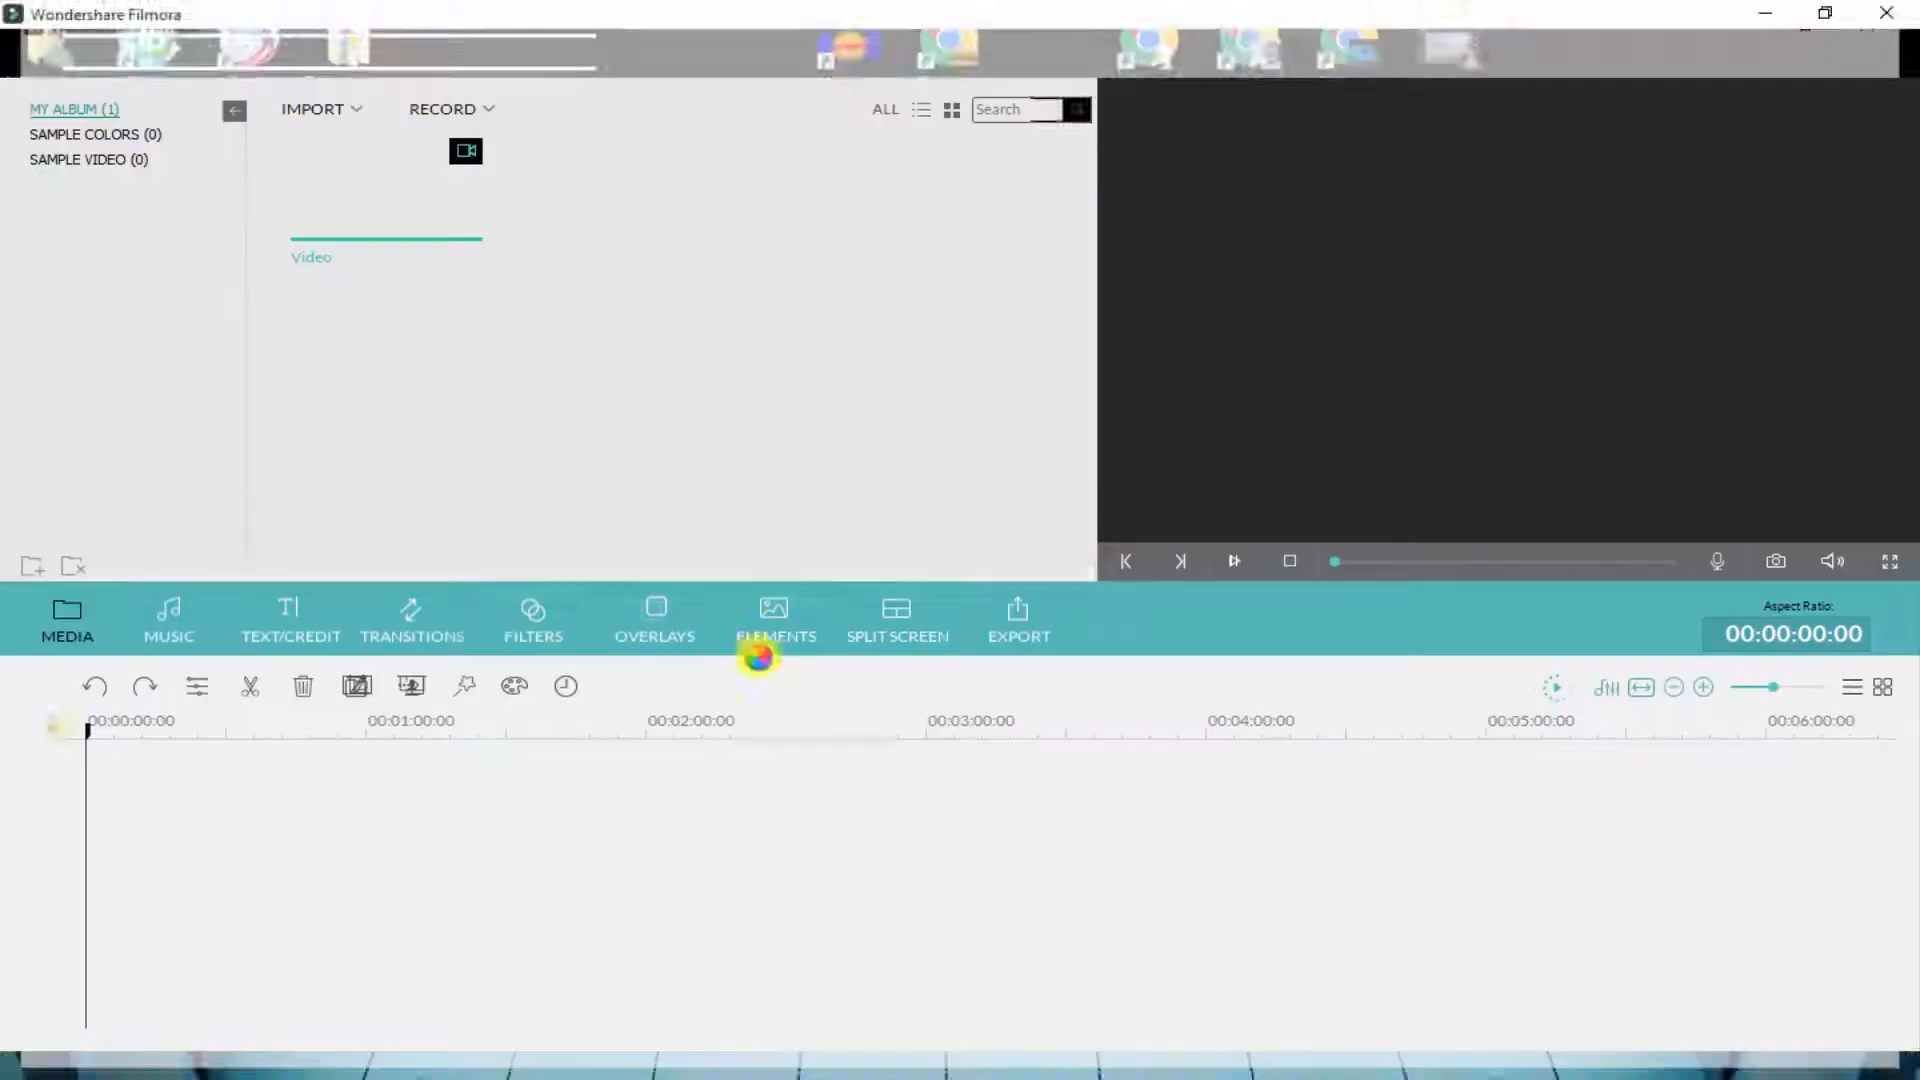 Wondershare Filmora
MY ALBUM (1)
SAMPLE COLORS (0)
SAMPLE VIDEO (0)
IMPORT
RECORD
ALL
Search
Video
MEDIA
MUSIC
TEXT/CREDIT
TRANSITIONS
FILTERS
OVERLAYS
ELEMENTS
SPLIT SCREEN
EXPORT
Aspect Ratio:
00:00:00:00
00:00:00:00
00:01:00:00
00:02:00:00
00:03:00:00
00:04:00:00
00:05:00:00
00:06:00:00